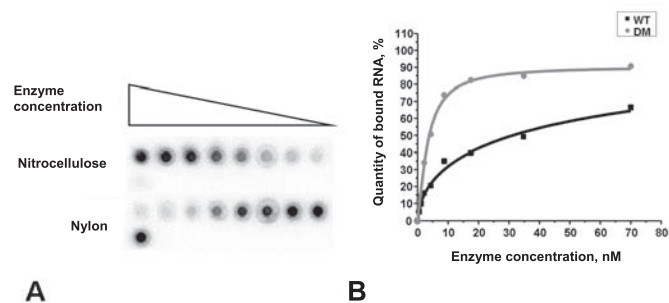 Enzyme
concentration
Nitrocellulose
Nylon
A
WT
DM
Quantity of bound RNA, %
110
100
90
80
70
60
50
40
30
20
10
0
0 10 20 30 40 50 60 70 80
Enzyme concentration, nM
B